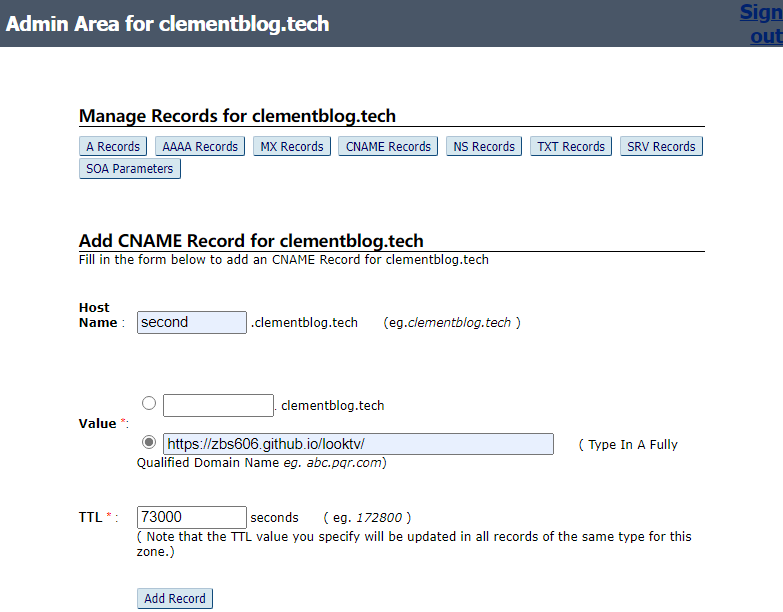 Admin Area for clementblog.tech
Sign
out
Manage Records for clementblog.tech
A Records AAAA Records MX Records CNAME Records NS Records TXT Records SRV Records
SOA Parameters
Add CNAME Record for clementblog.tech
Fill in the form below to add an CNAME Record for clementblog.tech
Host
Name : second .clementblog.tech (eg.clementblog.tech )
. clementblog.tech
Value *:
https://zbs606.github.io/looktv/ ( Type In A Fully
Qualified Domain Name eg. abc.pqr.com)
TTL * : 73000 seconds ( eg. 172800 )
( Note that the TTL value you specify will be updated in all records of the same type for this
zone.)
Add Record